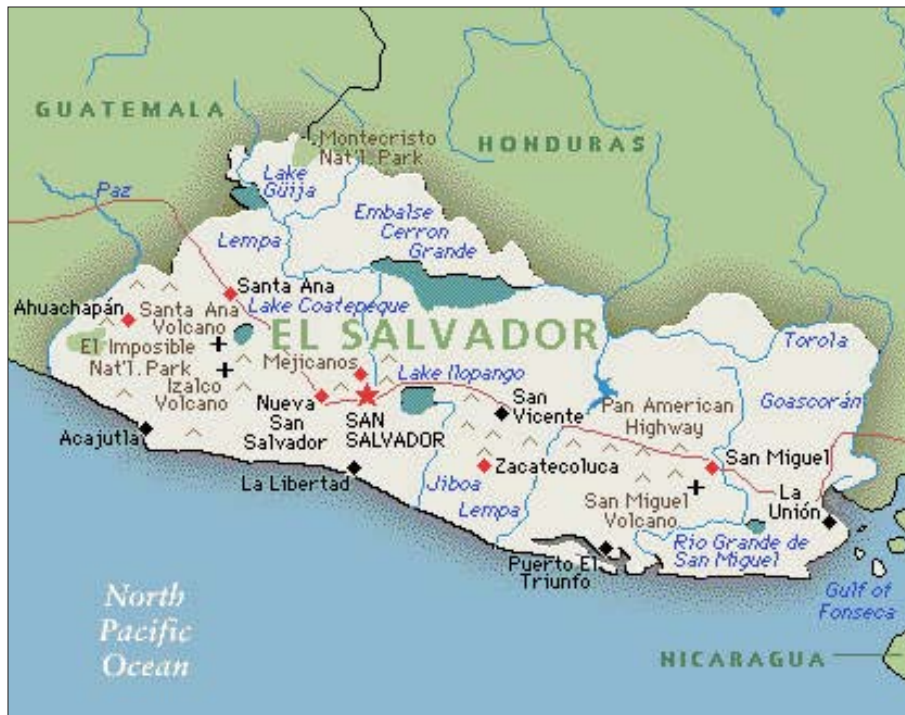 GUATEMALA
HONDURAS
Montecristo
Nat'l. Park
Lake
Güija
Paz
Embalse
Cerron
Grande
Lempa
Santa Ana
Lake Coatepeque
Ahuachapán
Santa Ana
Volcano
EL SALVADOR
Torola
El Imposible
Nat'l. Park
Mejicanos
Lake Ilopango
Izalco
Volcano
Goascorán
Nueva
San
Salvador
SAN
SALVADOR
San
Vicente
Pan American
Highway
Acajutla
San Miguel
Zacatecoluca
La Libertad
Jiboa
La
Unión
San Miguel
Volcano
Lempa
Rio Grande de
San Miguel
Puerto El
Triunfo
Gulf of
Fonseca
North
Pacific
Ocean
NICARAGUA